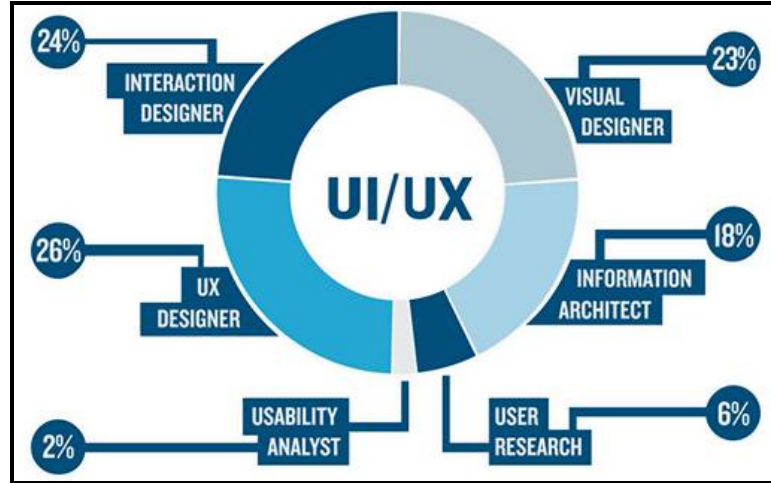 24%
INTERACTION
DESIGNER
23%
VISUAL
DESIGNER
UI/UX
26%
UX
DESIGNER
18%
INFORMATION
ARCHITECT
2%
USABILITY
ANALYST
USER
RESEARCH
6%